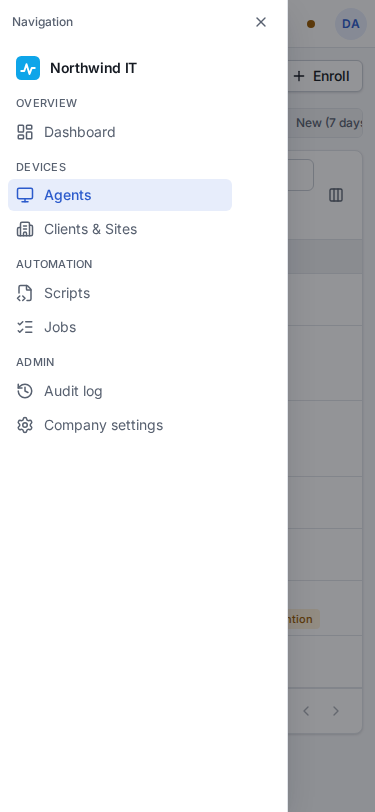 Navigation
DA
Northwind IT
Enroll
OVERVIEW
New (7 days
Dashboard
DEVICES
Agents
Clients & Sites
AUTOMATION
Scripts
Jobs
ADMIN
Audit log
Company settings
ntion